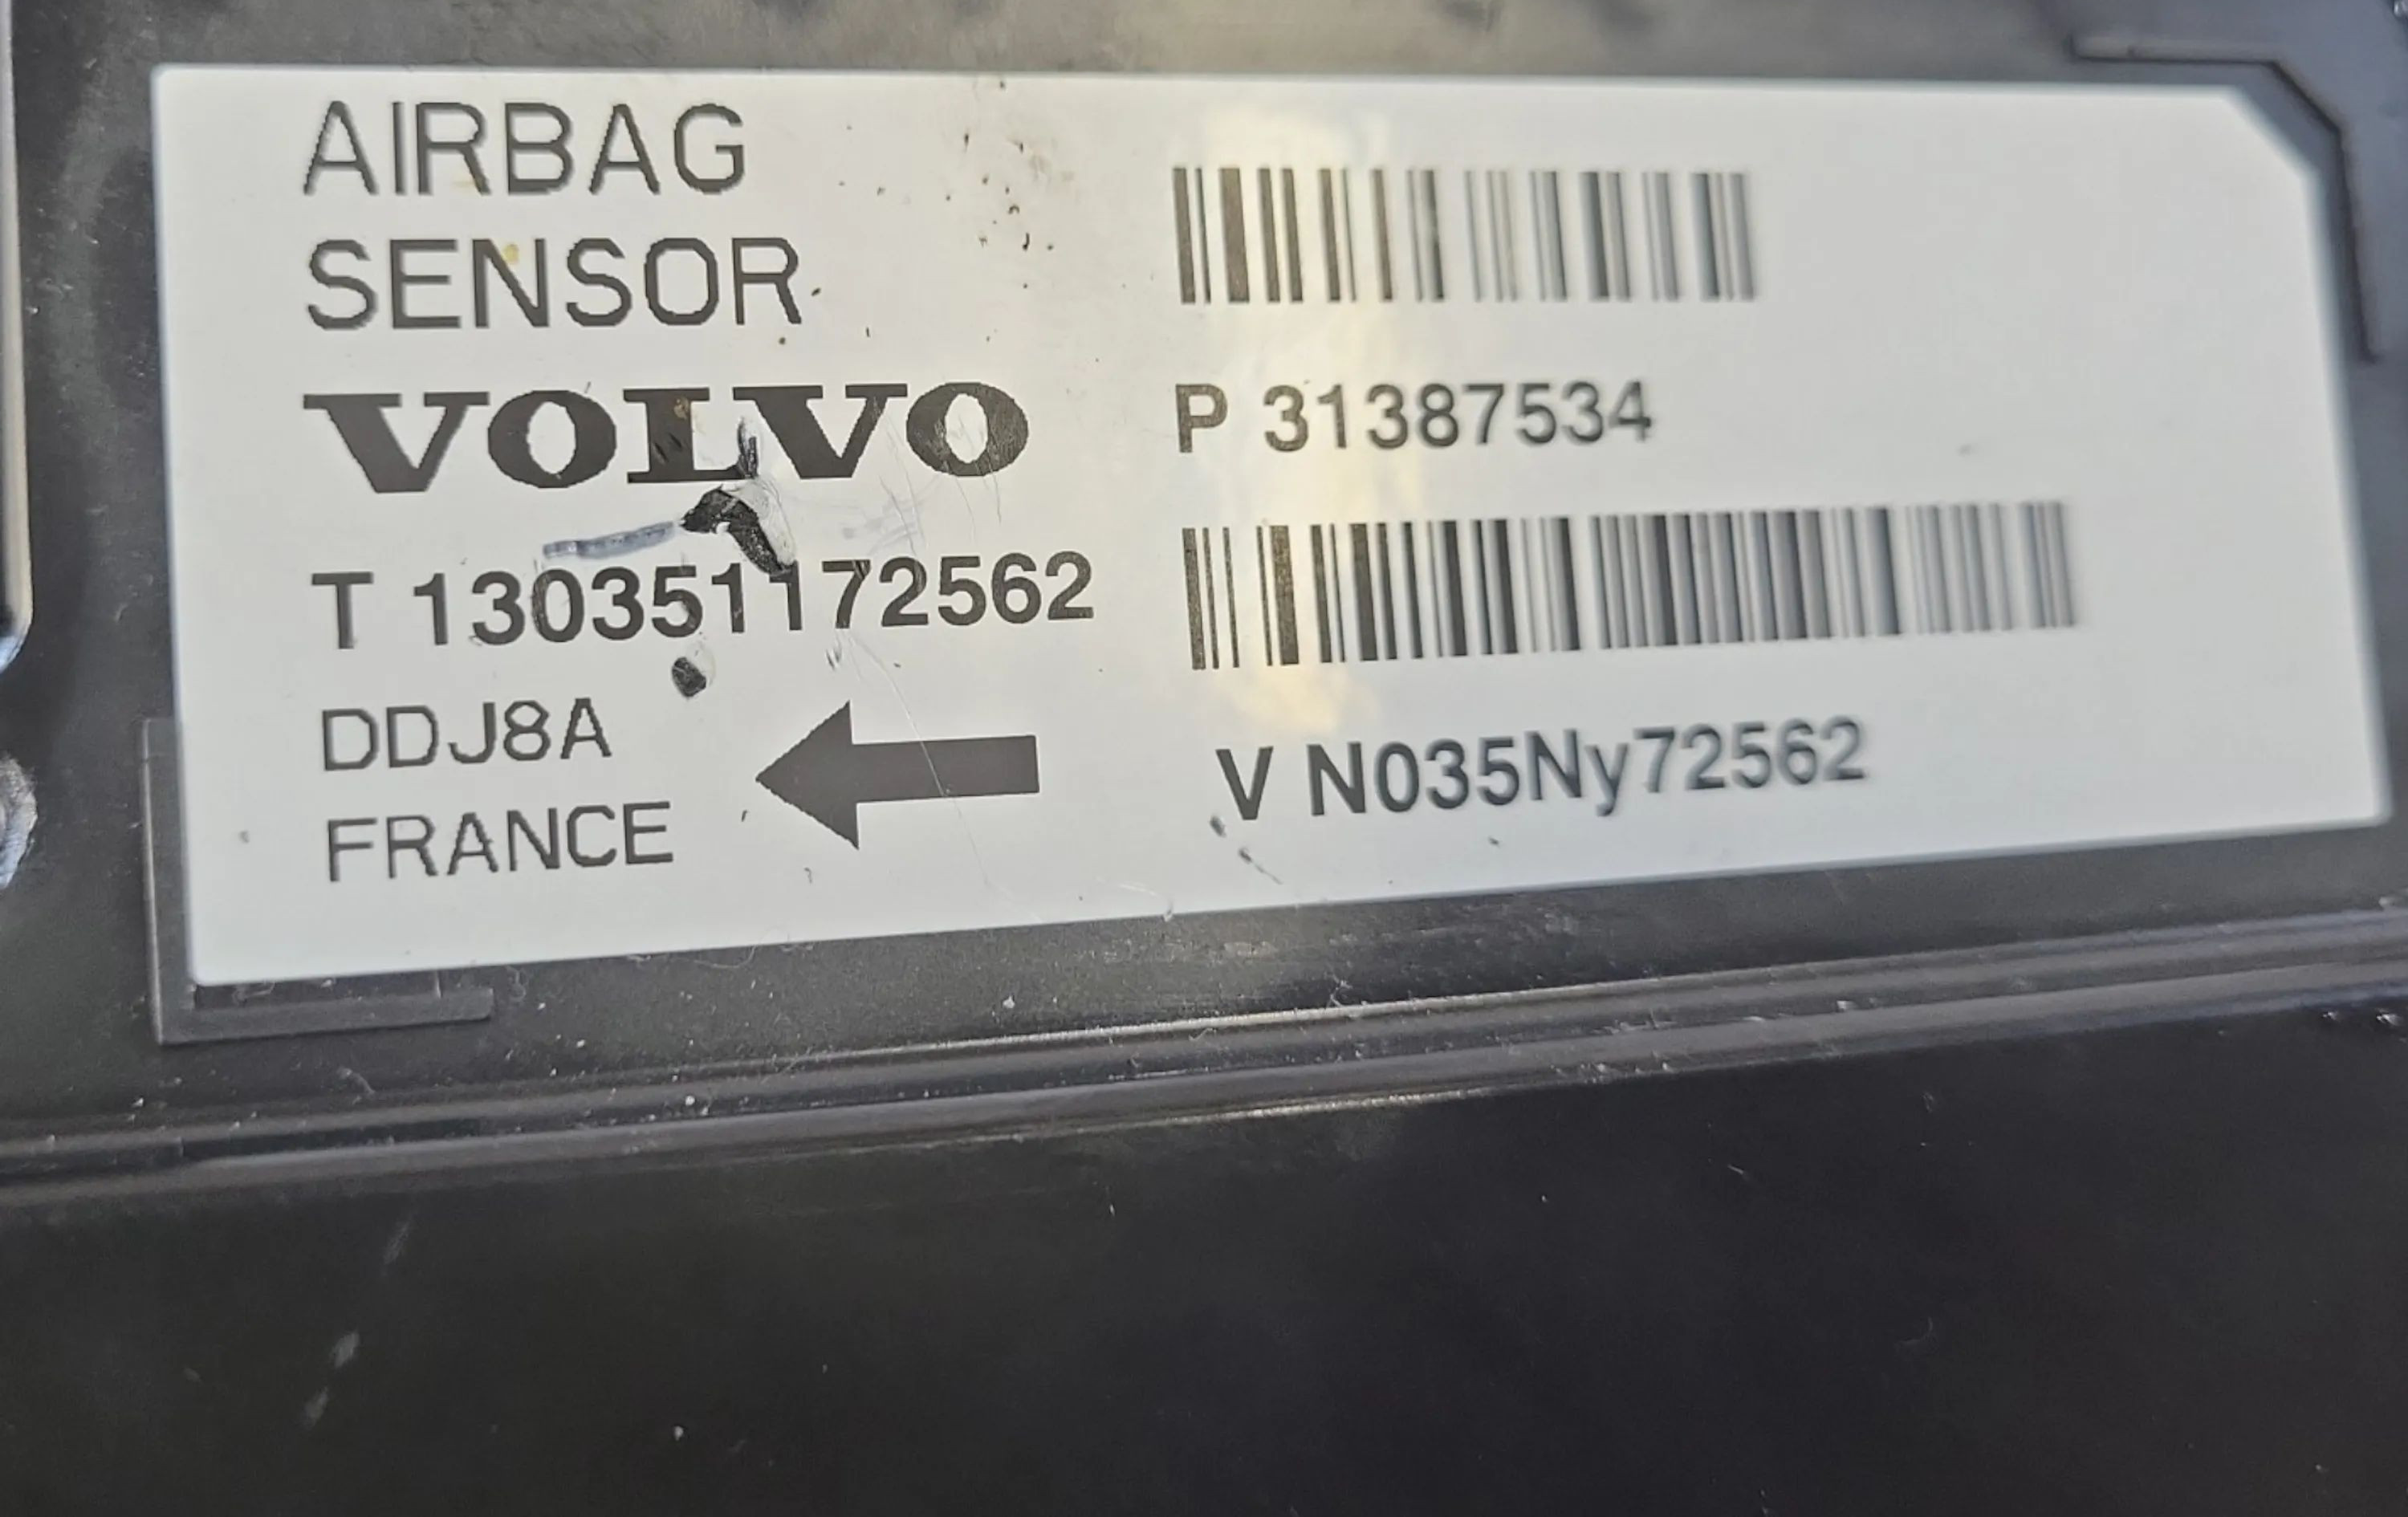 AIRBAG
SENSOR
VOLVO
T 130351172562
DDJ8A
FRANCE
P 31387534
V N035Ny72562